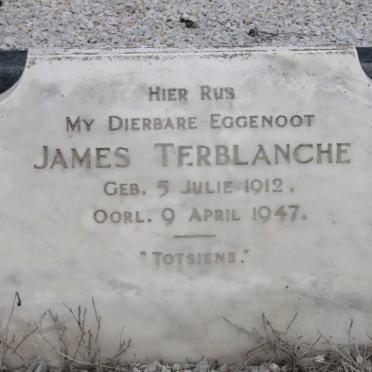 Hier Rus
My Dierbare Eggenoot
James Terblanche
Geb. 5 Julie 1912.
Oorl. 9 April 1947.
"Totsiens."